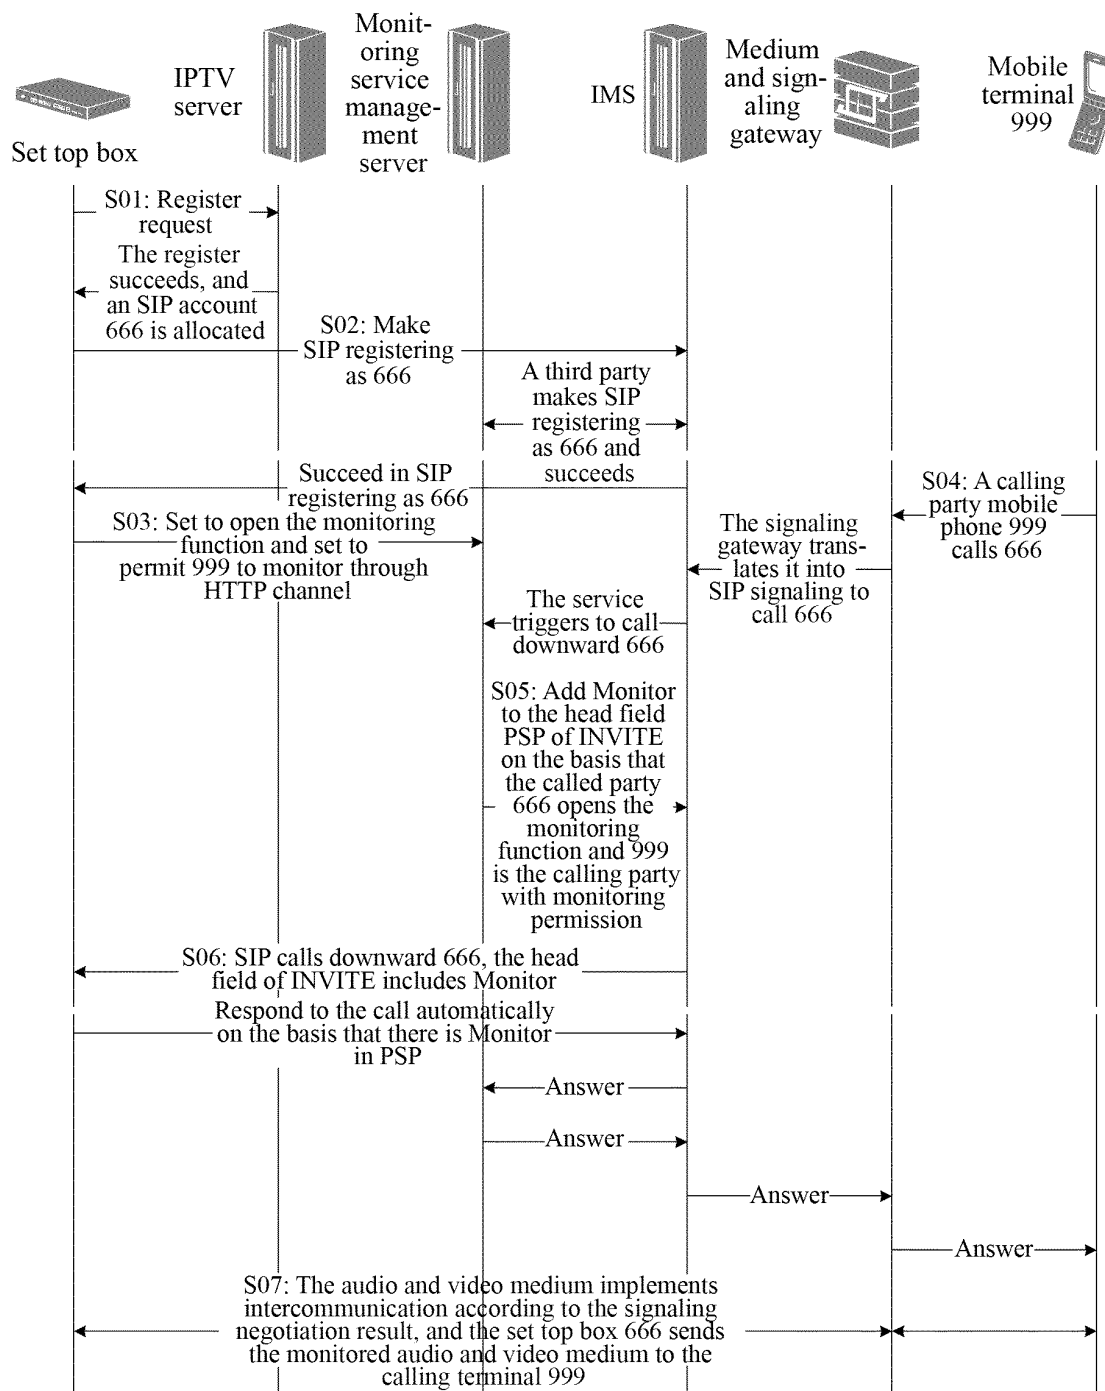 Set top box
IPTV
server
Monit-
oring
service
manage-
ment
server
IMS
Medium
and sign-
aling
gateway
Mobile
terminal
999
S01: Register
request
The register
succeeds, and
an SIP account
666 is allocated
S02: Make
SIP registering
as 666
A third party
makes SIP
registering
as 666 and
succeeds
Succeed in SIP
registering as 666
S03: Set to open the monitoring
function and set to
permit 999 to monitor through
HTTP channel
S04: A calling
party mobile
phone 999
calls 666
The signaling
gateway trans-
lates it into
SIP signaling to
call 666
The service
triggers to call
downward 666
S05: Add Monitor
to the head field
PSP of INVITE
on the basis that
the called party
666 opens the
monitoring
function and 999
is the calling party
with monitoring
permission
S06: SIP calls downward 666, the head
field of INVITE includes Monitor
Respond to the call automatically
on the basis that there is Monitor
in PSP
Answer
Answer
Answer
Answer
S07: The audio and video medium implements
intercommunication according to the signaling
negotiation result, and the set top box 666 sends
the monitored audio and video medium to the
calling terminal 999